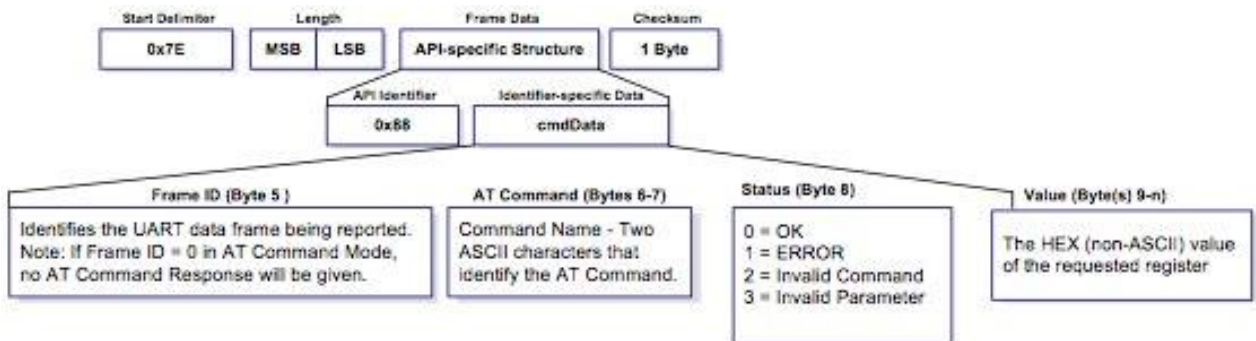 Start Delimiter
Length
Frame Data
Checksum
0x7E
MSB
LSB
API-specific Structure
1 Byte
API Identifier
Identifier-specific Data
0x88
cmdData
Frame ID (Byte 5 )
Identifies the UART data frame being reported.
Note: If Frame ID = 0 in AT Command Mode,
no AT Command Response will be given.
AT Command (Bytes 6-7)
Command Name - Two
ASCII characters that
identify the AT Command.
Status (Byte 8)
0 = OK
1 = ERROR
2 = Invalid Command
3 = Invalid Parameter
Value (Byte(s) 9-n)
The HEX (non-ASCII) value
of the requested register